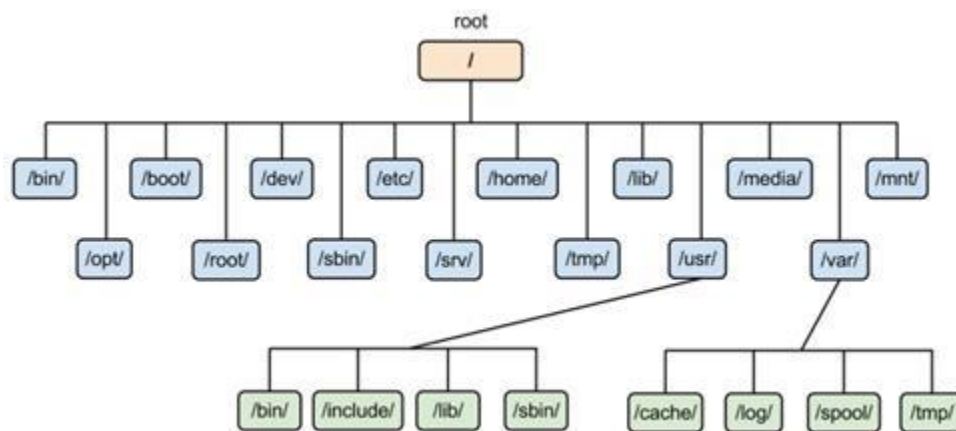 root
/
/bin/ /boot/ /dev/ /etc/ /home/ /lib/ /media/ /mnt/
/opt/ /root/ /sbin/ /srv/ /tmp/ /usr/ /var/
/bin/ /include/ /lib/ /sbin/ /cache/ /log/ /spool/ /tmp/